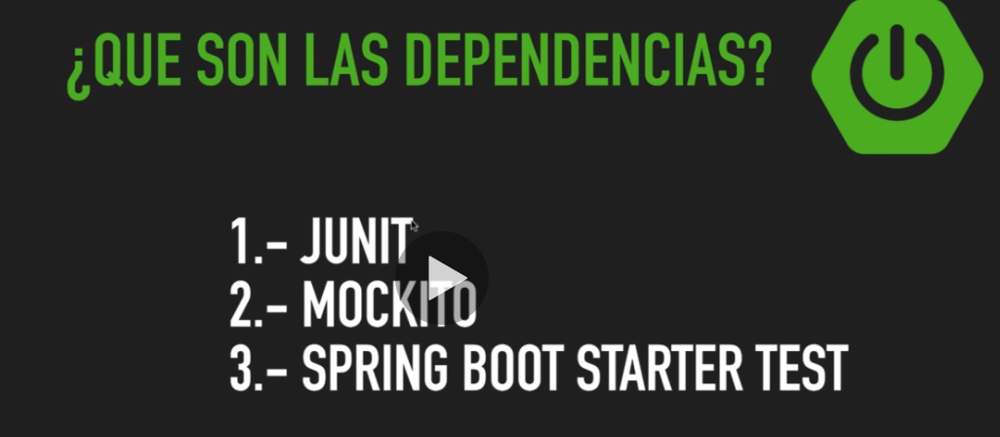 ¿QUE SON LAS DEPENDENCIAS?
1.- JUNIT
2.- MOCKITO
3.- SPRING BOOT STARTER TEST